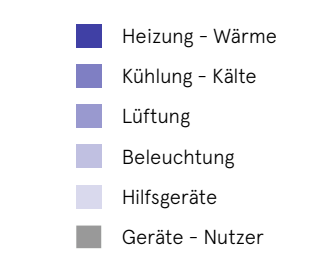 Heizung - Wärme
Kühlung - Kälte
Lüftung
Beleuchtung
Hilfsgeräte
Geräte - Nutzer